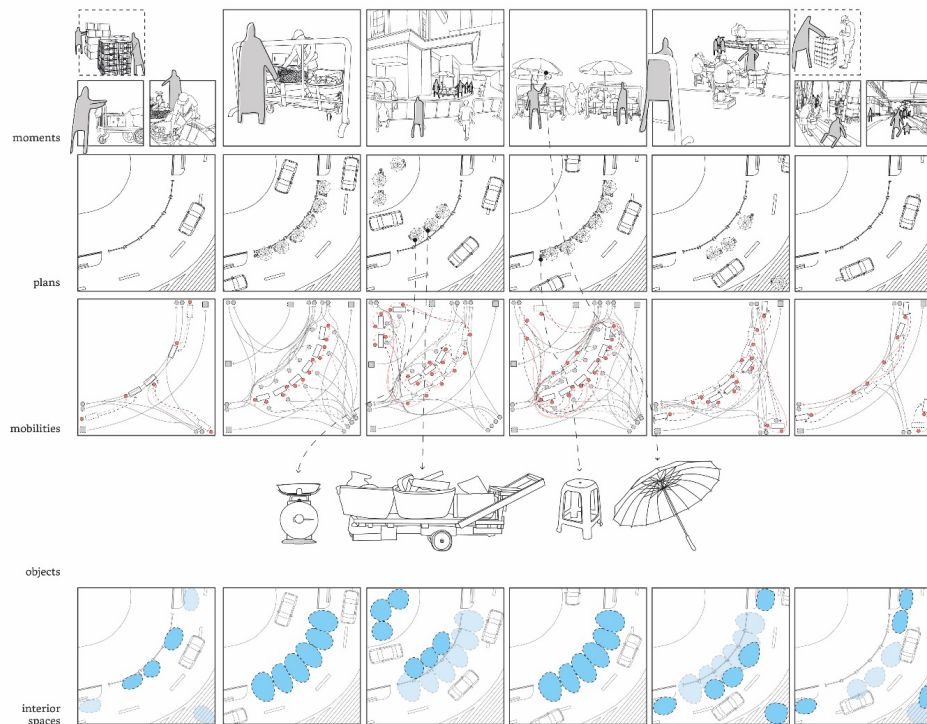 moments
plans
mobilities
objects
interior
spaces